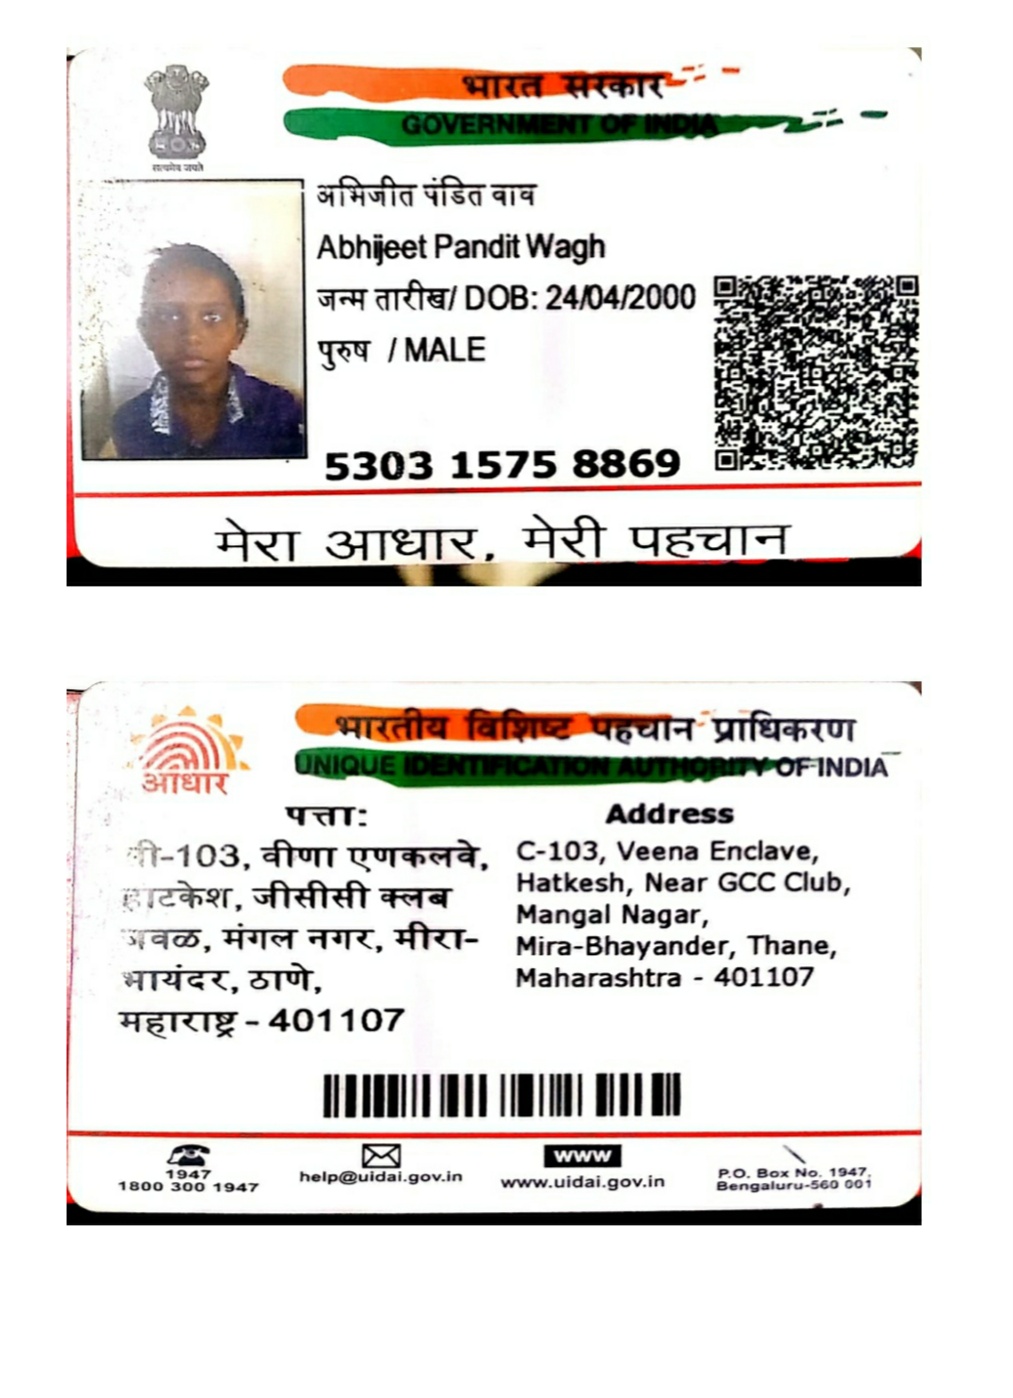 भारत सरकार
GOVERNMENT OF INDIA
सत्यमेव जयते
अभिजीत पंडित वाघ
Abhijeet Pandit Wagh
जन्म तारीख/ DOB: 24/04/2000
पुरुष / MALE
5303 1575 8869
मेरा आधार, मेरी पहचान
भारतीय विशिष्ट पहचान प्राधिकरण
UNIQUE IDENTIFICATION AUTHORITY OF INDIA
आधार
पत्ता:
-103, वीणा एणकलवे,
हाटकेश, जीसीसी क्लब
जवळ, मंगल नगर, मीरा-
भायंदर, ठाणे,
महाराष्ट्र - 401107
Address
C-103, Veena Enclave,
Hatkesh, Near GCC Club,
Mangal Nagar,
Mira-Bhayander, Thane,
Maharashtra - 401107
1947
1800 300 1947
help@uidai.gov.in
www
www.uidai.gov.in
P.O. Box No. 1947,
Bengaluru-560 001